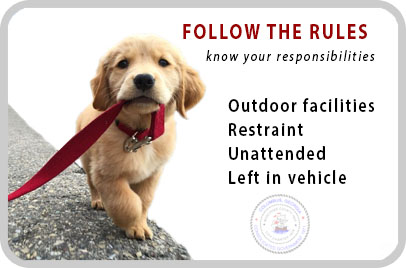 FOLLOW THE RULES
know your responsibilities
Outdoor facilities
Restraint
Unattended
Left in vehicle